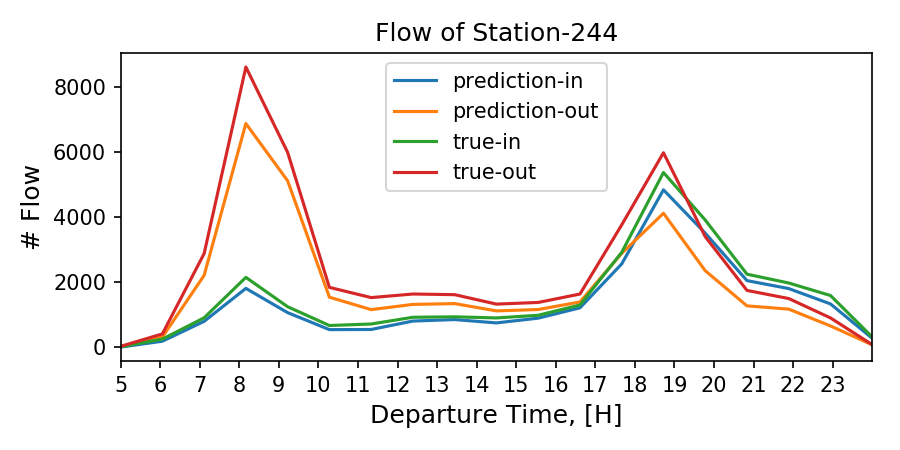 Flow of Station-244
# Flow
8000
6000
4000
2000
0
prediction-in
prediction-out
true-in
true-out
5 6 7 8 9 10 11 12 13 14 15 16 17 18 19 20 21 22 23
Departure Time, [H]